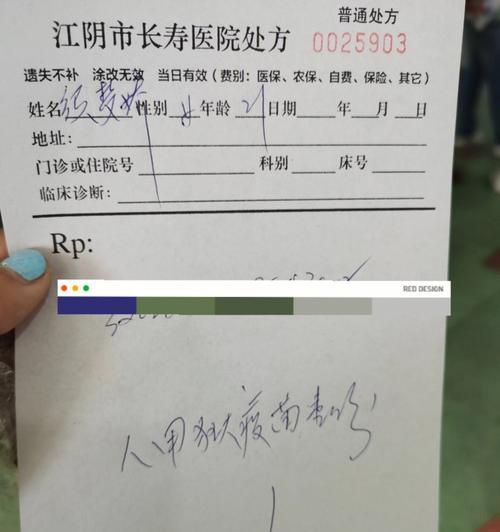 普通处方
江阴市长寿医院处方 0025903
遗失不补 涂改无效 当日有效(费别:医保、农保、自费、保险、其它)
姓名 性别 女 年龄 21 日期 年 月 日
地址:
门诊或住院号 科别 床号
临床诊断:
Rp:
RED DESIGN
人用狂犬疫苗